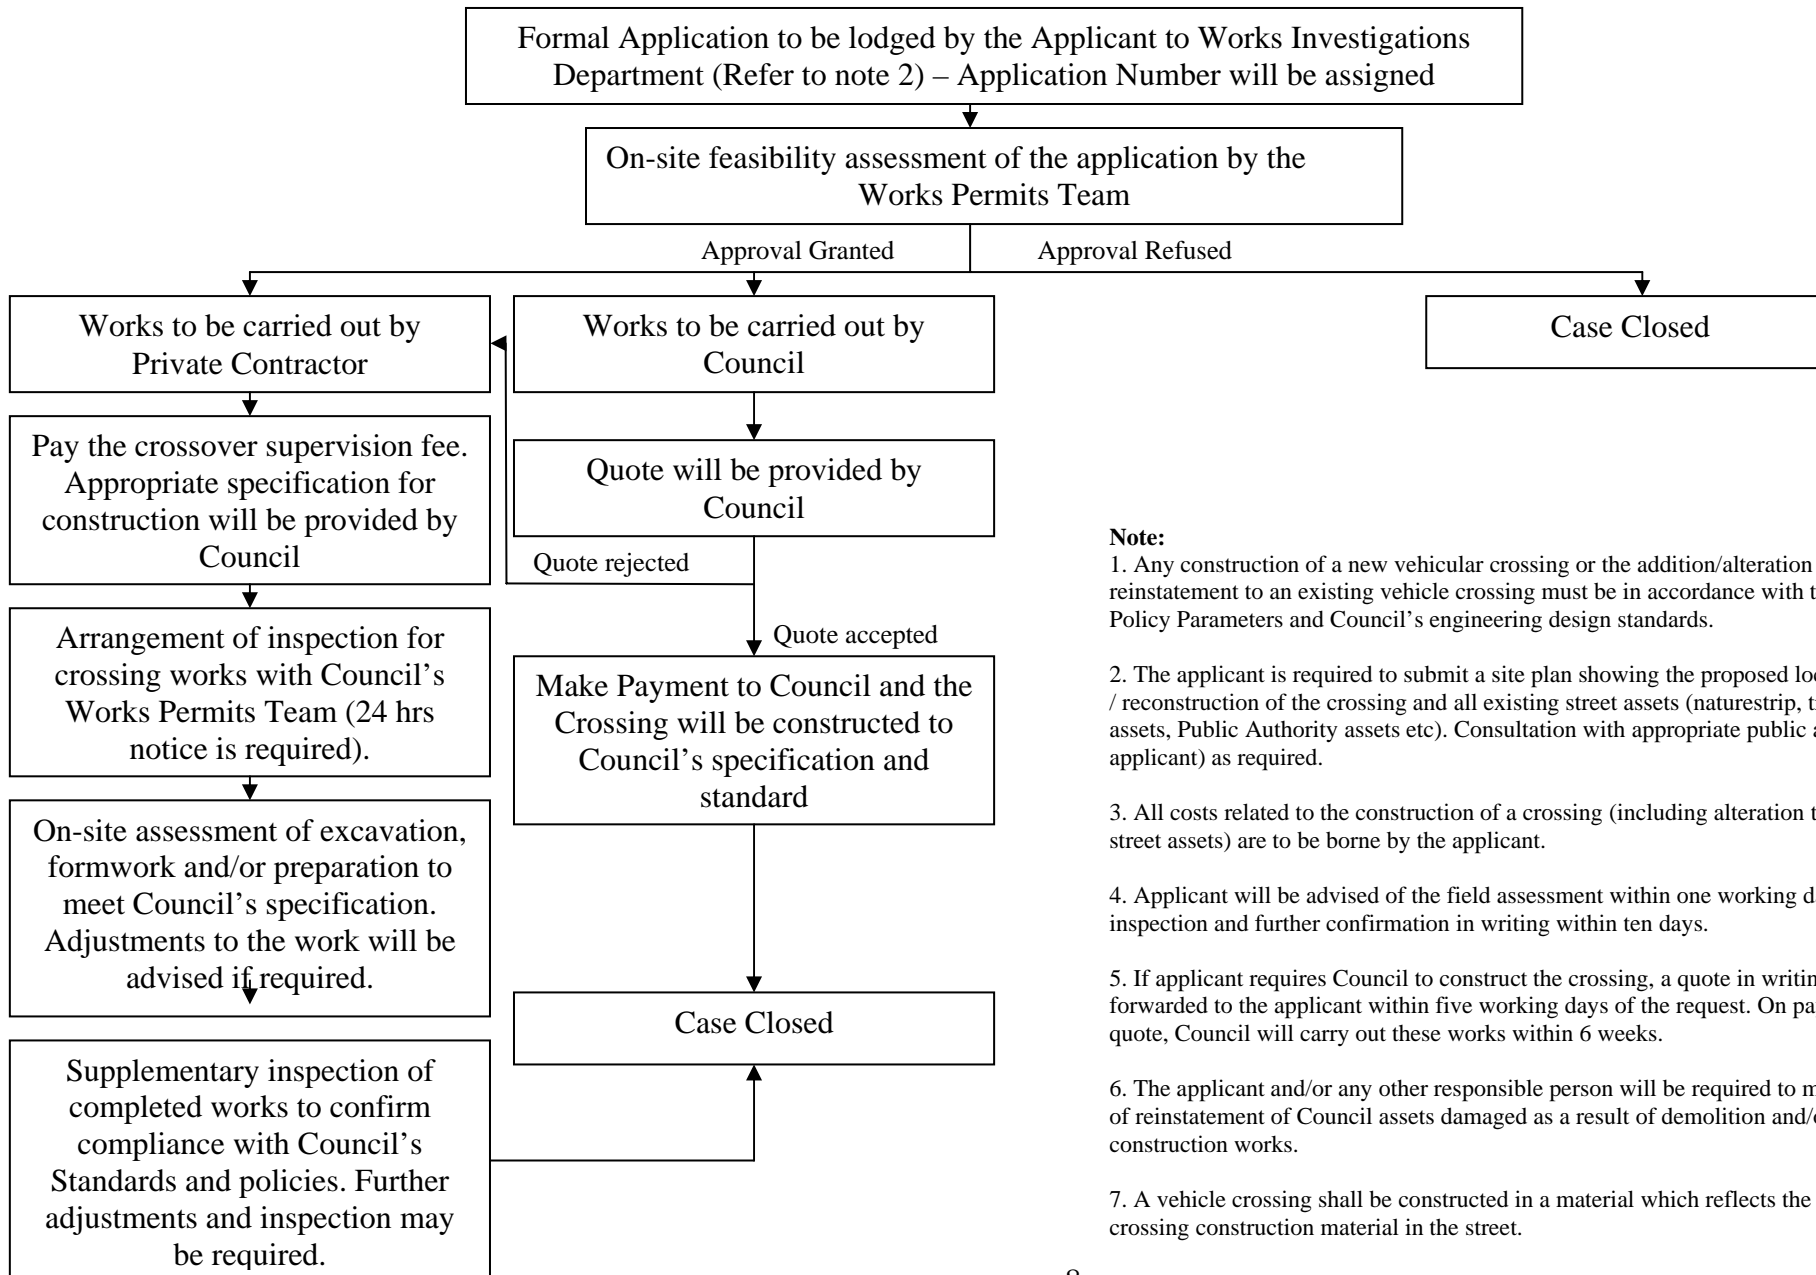 Formal Application to be lodged by the Applicant to Works Investigations
Department (Refer to note 2) – Application Number will be assigned
On-site feasibility assessment of the application by the
Works Permits Team
Approval Granted
Approval Refused
Works to be carried out by
Private Contractor
Works to be carried out by
Council
Case Closed
Pay the crossover supervision fee.
Appropriate specification for
construction will be provided by
Council
Quote will be provided by
Council
Quote rejected
Quote accepted
Arrangement of inspection for
crossing works with Council’s
Works Permits Team (24 hrs
notice is required).
Make Payment to Council and the
Crossing will be constructed to
Council’s specification and
standard
On-site assessment of excavation,
formwork and/or preparation to
meet Council’s specification.
Adjustments to the work will be
advised if required.
Case Closed
Supplementary inspection of
completed works to confirm
compliance with Council’s
Standards and policies. Further
adjustments and inspection may
be required.
Note:
1. Any construction of a new vehicular crossing or the addition/alteration
reinstatement to an existing vehicle crossing must be in accordance with
Policy Parameters and Council’s engineering design standards.
2. The applicant is required to submit a site plan showing the proposed
/ reconstruction of the crossing and all existing street assets (naturestrip,
assets, Public Authority assets etc). Consultation with appropriate public
applicant) as required.
3. All costs related to the construction of a crossing (including alteration
street assets) are to be borne by the applicant.
4. Applicant will be advised of the field assessment within one working
inspection and further confirmation in writing within ten days.
5. If applicant requires Council to construct the crossing, a quote in
forwarded to the applicant within five working days of the request. On
quote, Council will carry out these works within 6 weeks.
6. The applicant and/or any other responsible person will be required to
of reinstatement of Council assets damaged as a result of demolition
construction works.
7. A vehicle crossing shall be constructed in a material which reflects the
crossing construction material in the street.